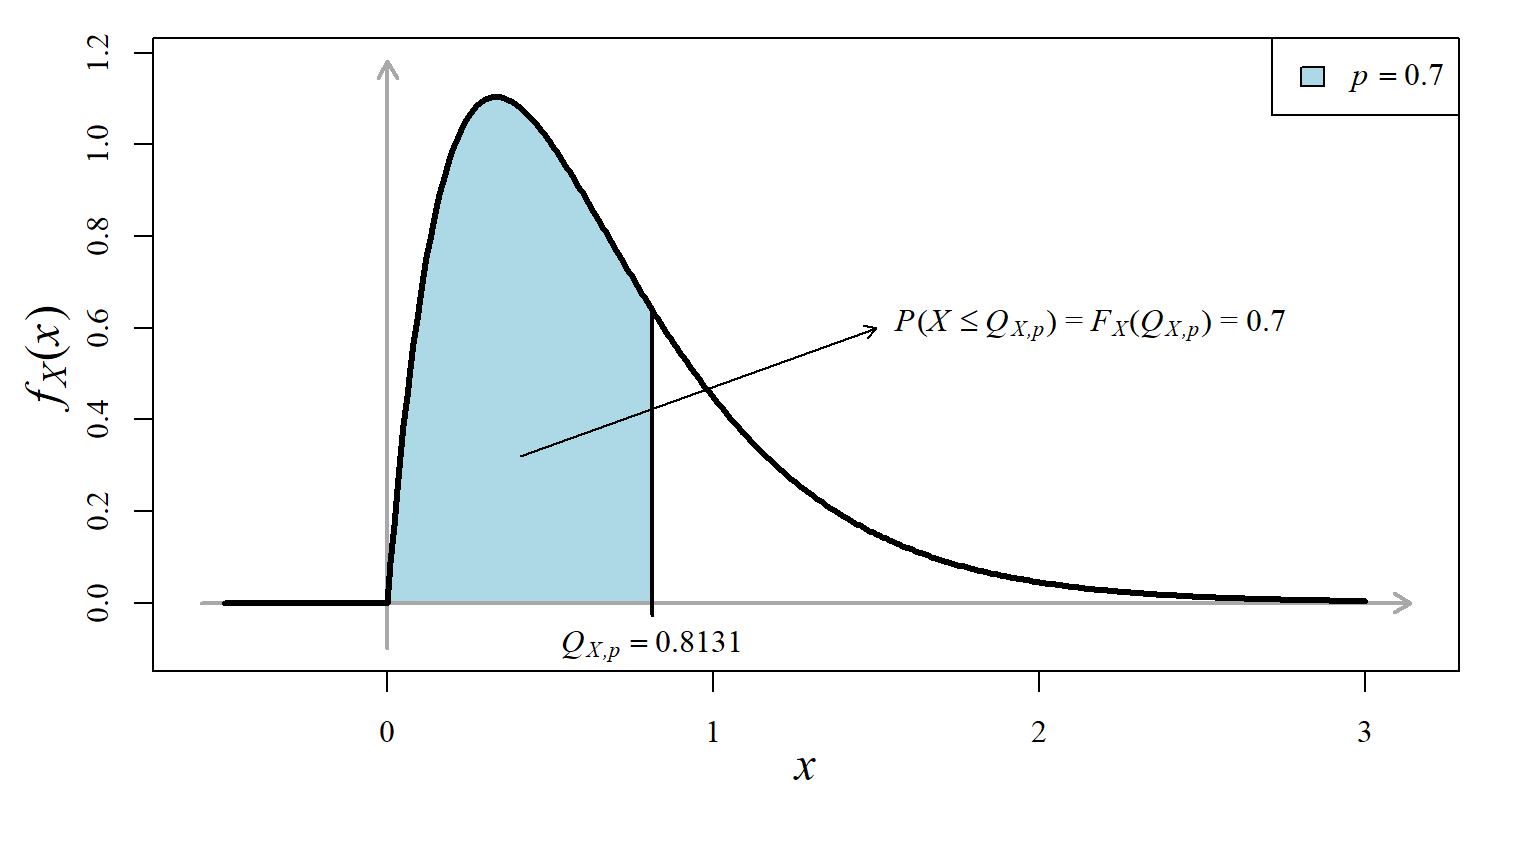 1.2
1.0
0.8
0.6
0.4
0.2
0.0
f_X(x)
p = 0.7
P(X ≤ Q_{X,p}) = F_X(Q_{X,p}) = 0.7
Q_{X,p} = 0.8131
0 1 2 3
x